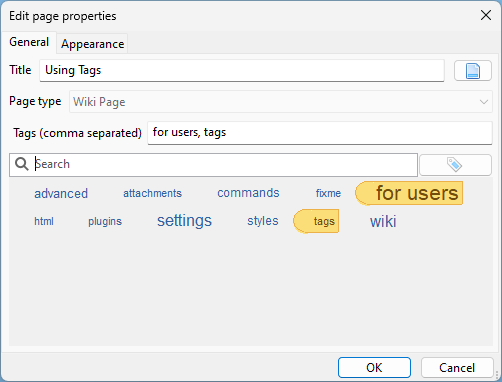 Edit page properties
General Appearance
Title Using Tags
Page type Wiki Page
Tags (comma separated) for users, tags
Search
advanced attachments commands fixme for users
html plugins settings styles tags wiki
OK Cancel